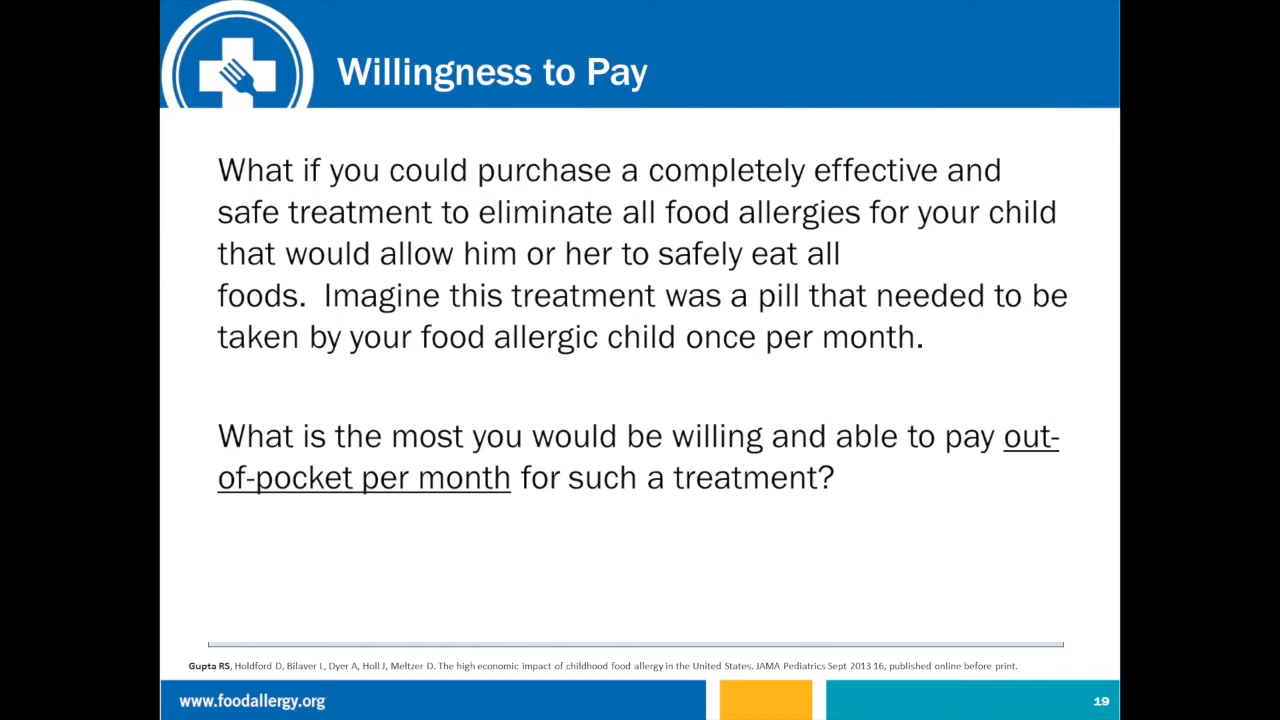 Willingness to Pay
What if you could purchase a completely effective and
safe treatment to eliminate all food allergies for your child
that would allow him or her to safely eat all
foods.  Imagine this treatment was a pill that needed to be
taken by your food allergic child once per month.
What is the most you would be willing and able to pay out-
of-pocket per month for such a treatment?
Gupta RS, Holdford D, Bilaver L, Dyer A, Holl J, Meltzer D. The high economic impact of childhood food allergy in the United States. JAMA Pediatrics Sept 2013 16, published online before print.
www.foodallergy.org
19